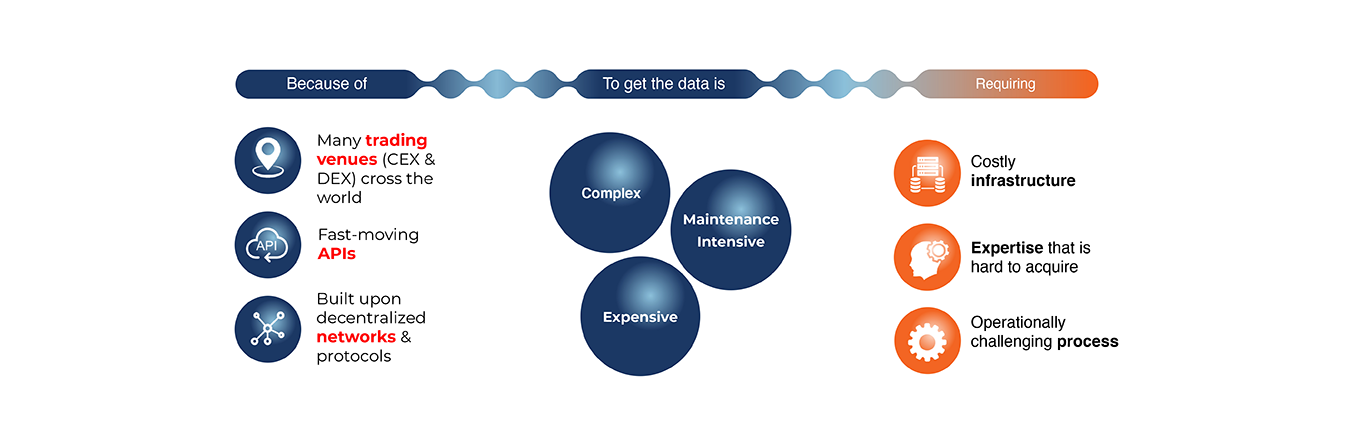 Because of
To get the data is
Requiring
Many trading
venues (CEX &
DEX) cross the
world
API
Fast-moving
APIs
Built upon
decentralized
networks &
protocols
Complex
Maintenance
Intensive
Expensive
Costly
infrastructure
Expertise that is
hard to acquire
Operationally
challenging process